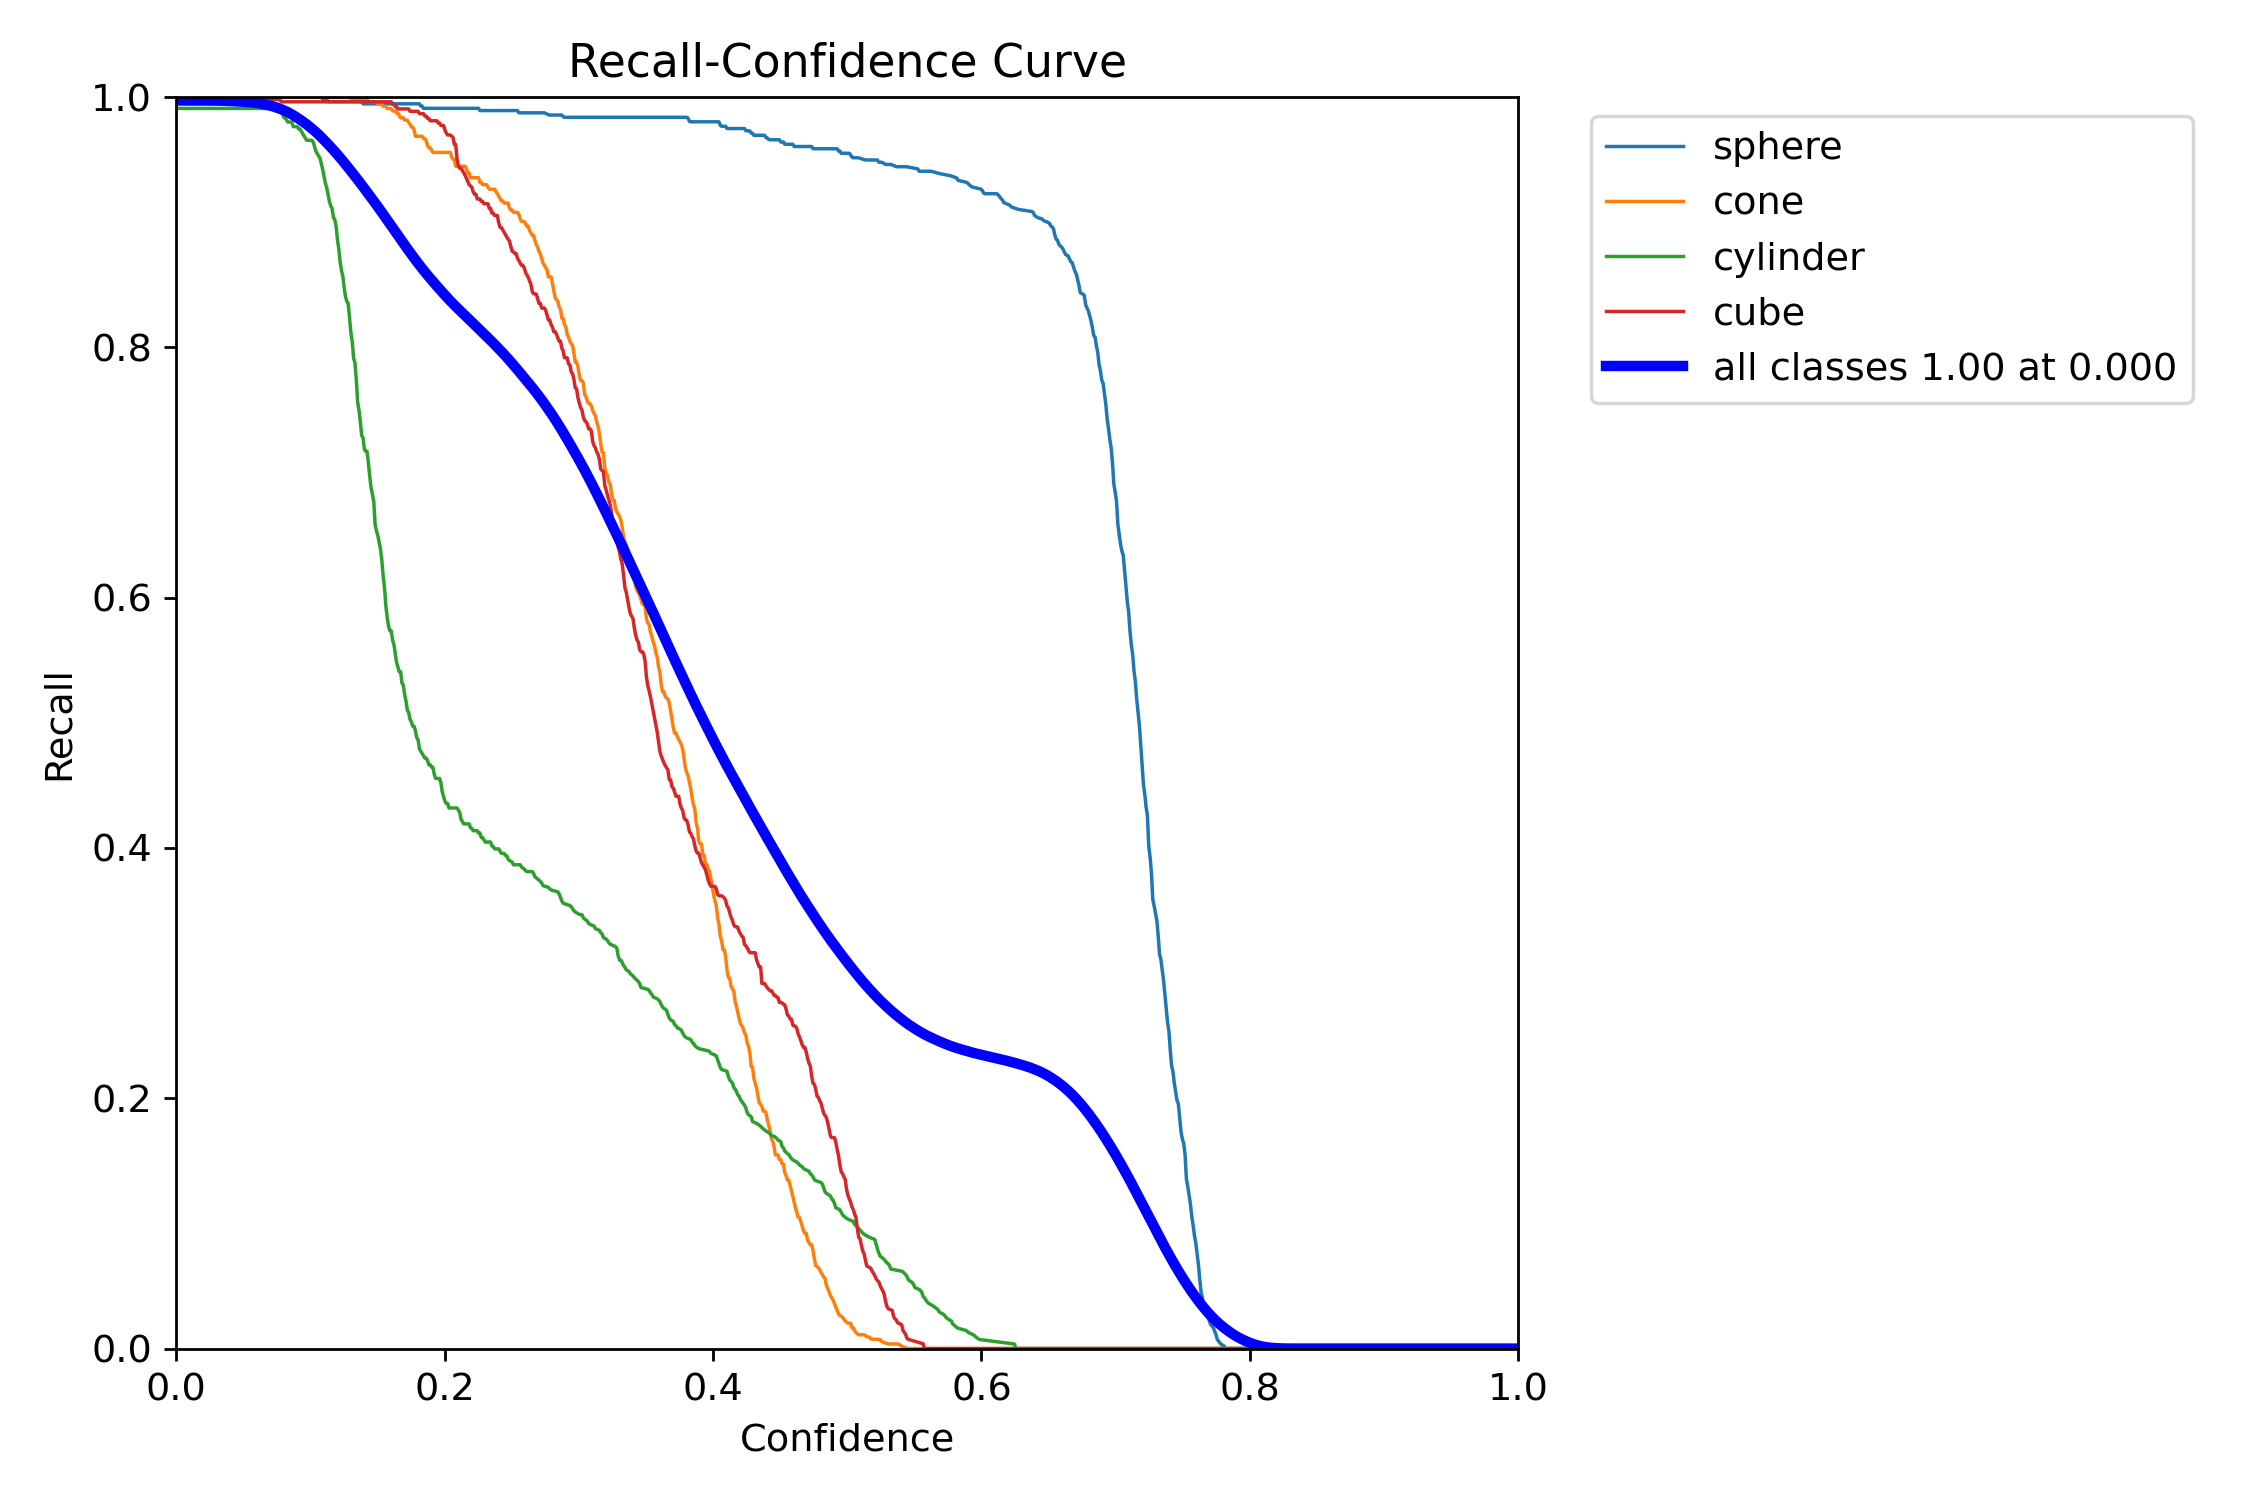 Recall-Confidence Curve
1.0
0.8
0.6
0.4
0.2
0.0
Recall
0.0 0.2 0.4 0.6 0.8 1.0
Confidence
sphere
cone
cylinder
cube
all classes 1.00 at 0.000